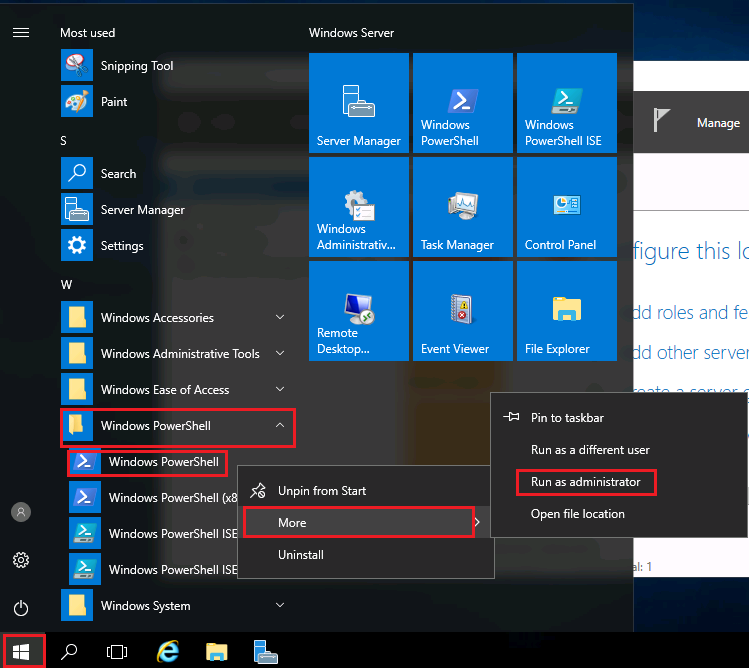 Most used
Snipping Tool
Paint
S
Search
Server Manager
Settings
W
Windows Accessories
Windows Administrative Tools
Windows Ease of Access
Windows PowerShell
Windows PowerShell
Windows PowerShell (x8
Windows PowerShell ISE
Windows PowerShell ISE
Windows System
Windows Server
Server Manager
Windows
PowerShell
Windows
PowerShell ISE
Windows
Administrativ...
Task Manager
Control Panel
Remote
Desktop...
Event Viewer
File Explorer
Unpin from Start
More
Uninstall
Pin to taskbar
Run as a different user
Run as administrator
Open file location
Manage
figure this lo
dd roles and fe
dd other server
al: 1